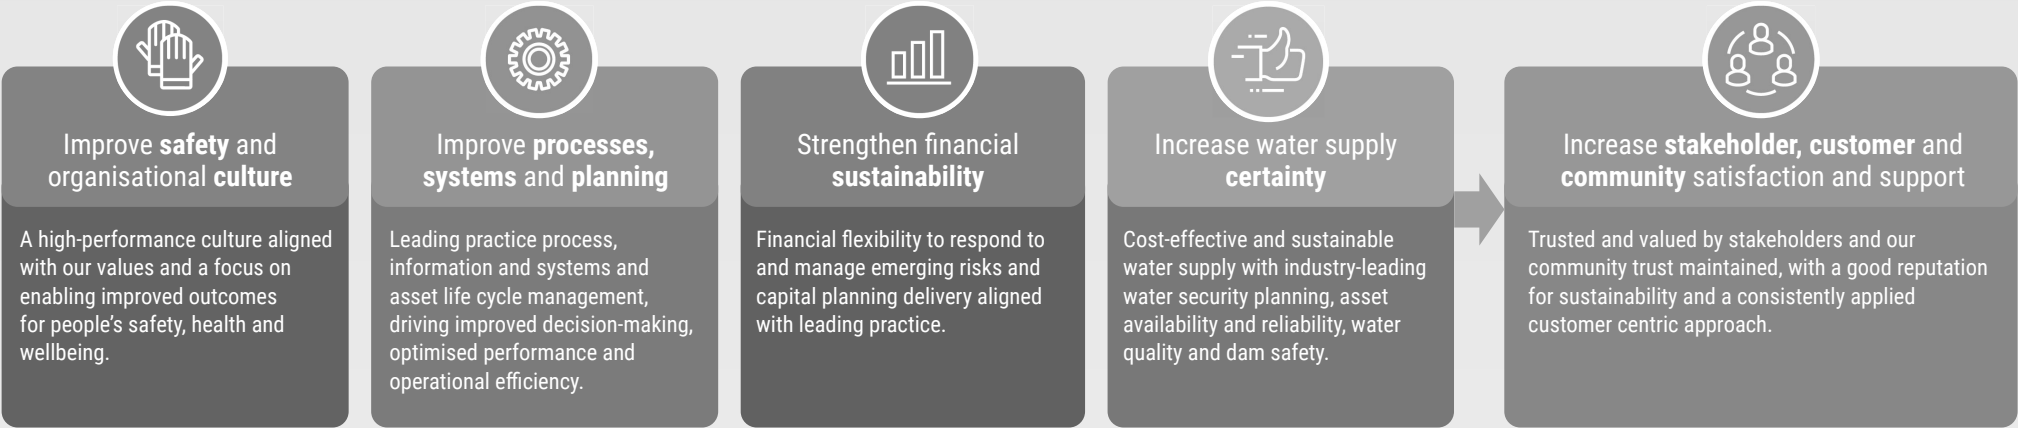 Improve safety and
organisational culture
A high-performance culture aligned
with our values and a focus on
enabling improved outcomes
for people’s safety, health and
wellbeing.
Improve processes,
systems and planning
Leading practice process,
information and systems and
asset life cycle management,
driving improved decision-making,
optimised performance and
operational efficiency.
Strengthen financial
sustainability
Financial flexibility to respond to
and manage emerging risks and
capital planning delivery aligned
with leading practice.
Increase water supply
certainty
Cost-effective and sustainable
water supply with industry-leading
water security planning, asset
availability and reliability, water
quality and dam safety.
Increase stakeholder, customer and
community satisfaction and support
Trusted and valued by stakeholders and our
community trust maintained, with a good reputation
for sustainability and a consistently applied
customer centric approach.